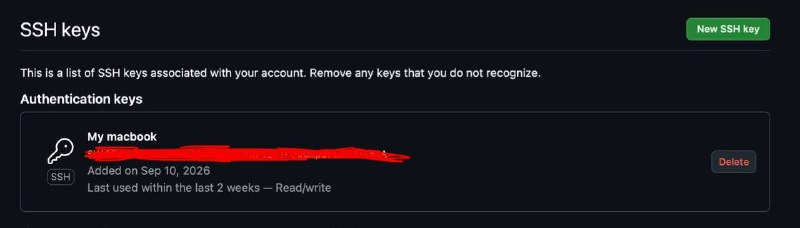 SSH keys
New SSH key
This is a list of SSH keys associated with your account. Remove any keys that you do not recognize.
Authentication keys
My macbook
SSH
Added on Sep 10, 2026
Last used within the last 2 weeks — Read/write
Delete